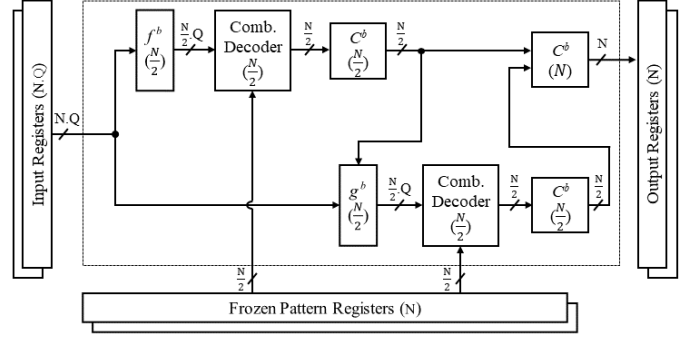 Input Registers (N.Q)
N.Q
f^b
(N/2)
N/2.Q
Comb.
Decoder
(N/2)
N/2
C^b
(N/2)
N/2
C^b
(N)
N
Output Registers (N)
g^b
(N/2)
N/2.Q
Comb.
Decoder
(N/2)
N/2
C^b
(N/2)
N/2
N/2
N/2
Frozen Pattern Registers (N)